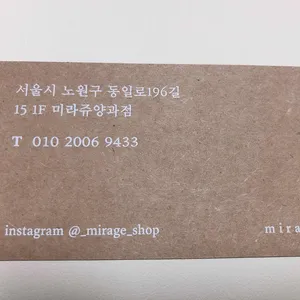 서울시 노원구 동일로196길
15 1F 미라쥬양과점
T 010 2006 9433
instagram @_mirage_shop
mira